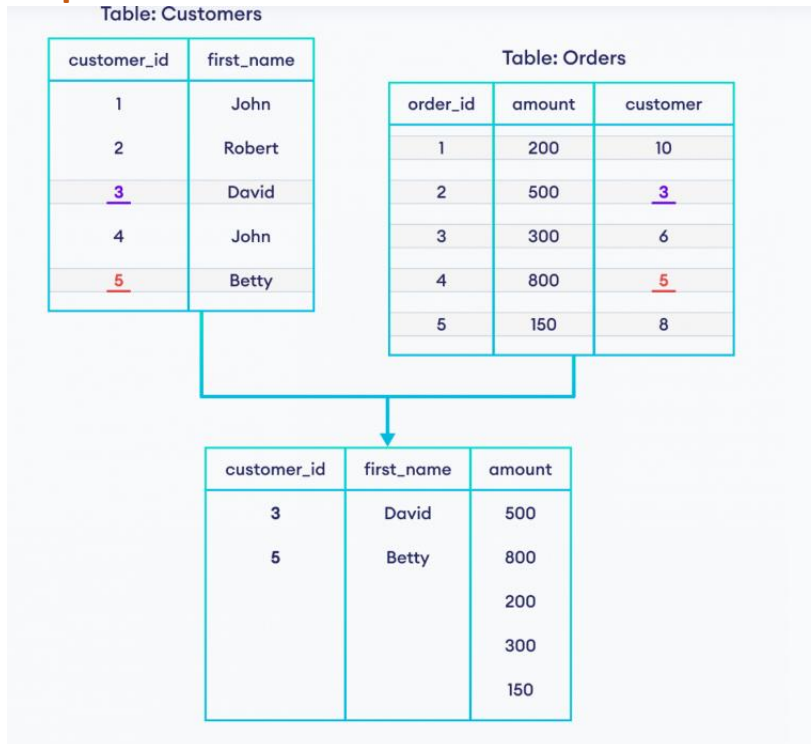 Table: Customers
customer_id first_name
1 John
2 Robert
3 David
4 John
5 Betty
Table: Orders
order_id amount customer
1 200 10
2 500 3
3 300 6
4 800 5
5 150 8
customer_id first_name amount
3 David 500
5 Betty 800
200
300
150